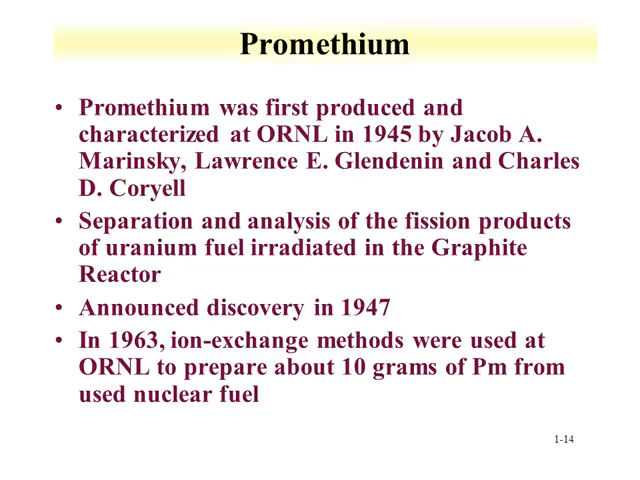 Promethium
• Promethium was first produced and
characterized at ORNL in 1945 by Jacob A.
Marinsky, Lawrence E. Glendenin and Charles
D. Coryell
• Separation and analysis of the fission products
of uranium fuel irradiated in the Graphite
Reactor
• Announced discovery in 1947
• In 1963, ion-exchange methods were used at
ORNL to prepare about 10 grams of Pm from
used nuclear fuel
1-14